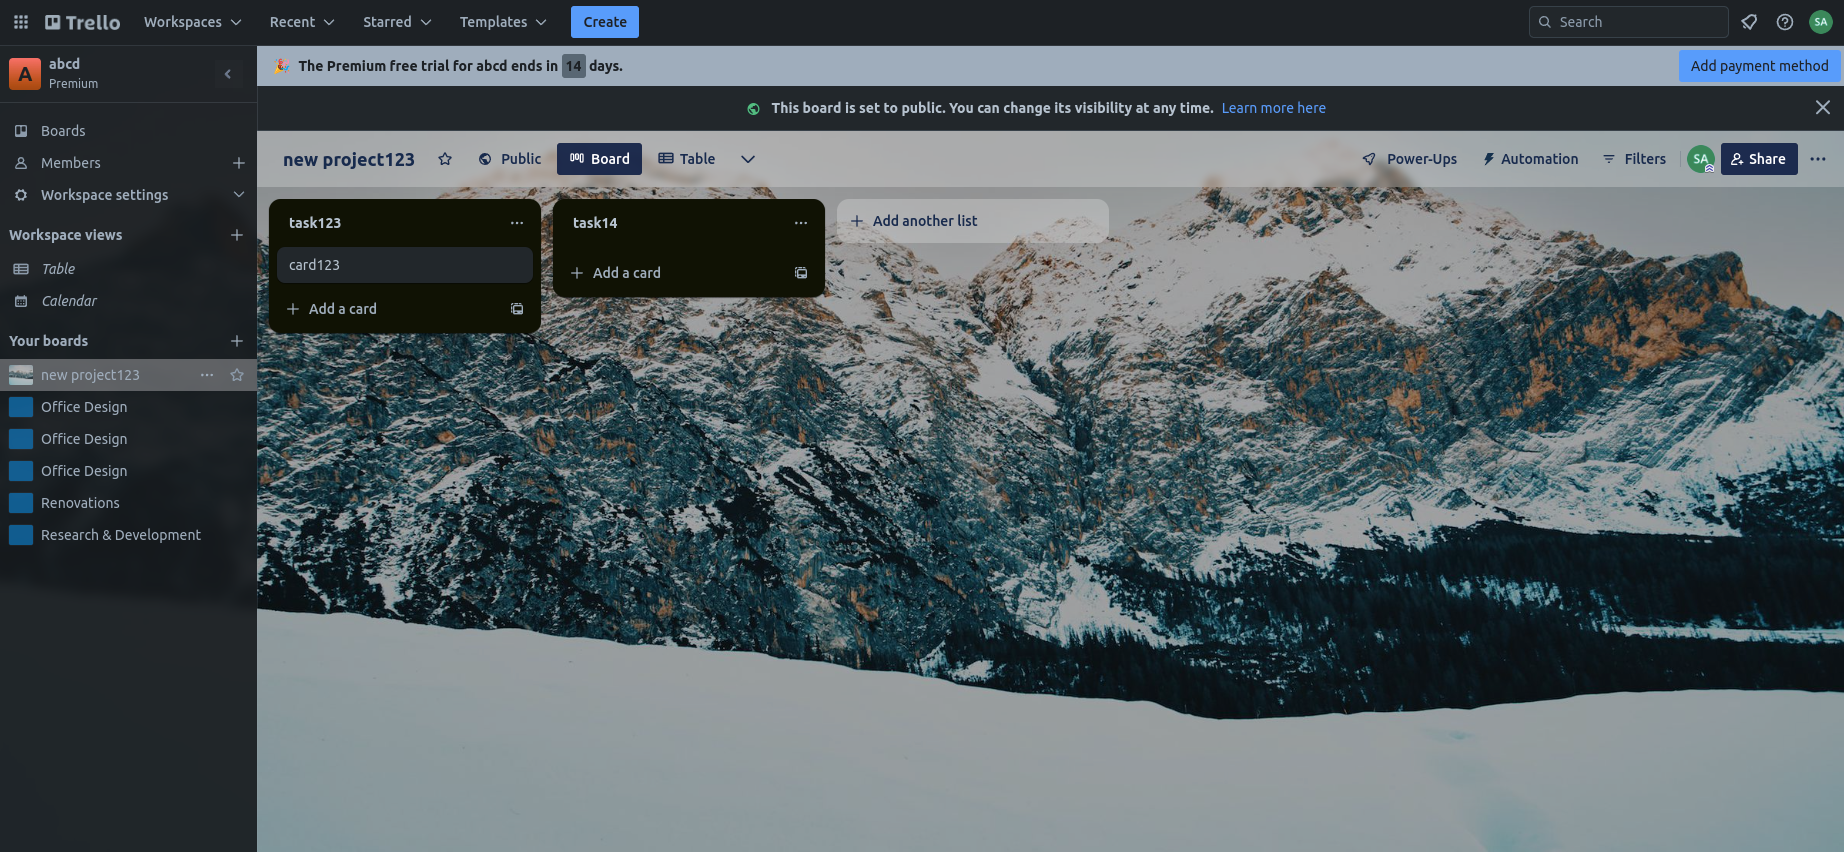 Trello Workspaces Recent Starred Templates Create Search SA
A abcd
Premium
The Premium free trial for abcd ends in 14 days. Add payment method
This board is set to public. You can change its visibility at any time. Learn more here
Boards
Members
Workspace settings
Workspace views
Table
Calendar
Your boards
new project123
Office Design
Office Design
Office Design
Renovations
Research & Development
new project123 Public Board Table Power-Ups Automation Filters SA Share
task123
card123
Add a card
task14
Add a card
Add another list